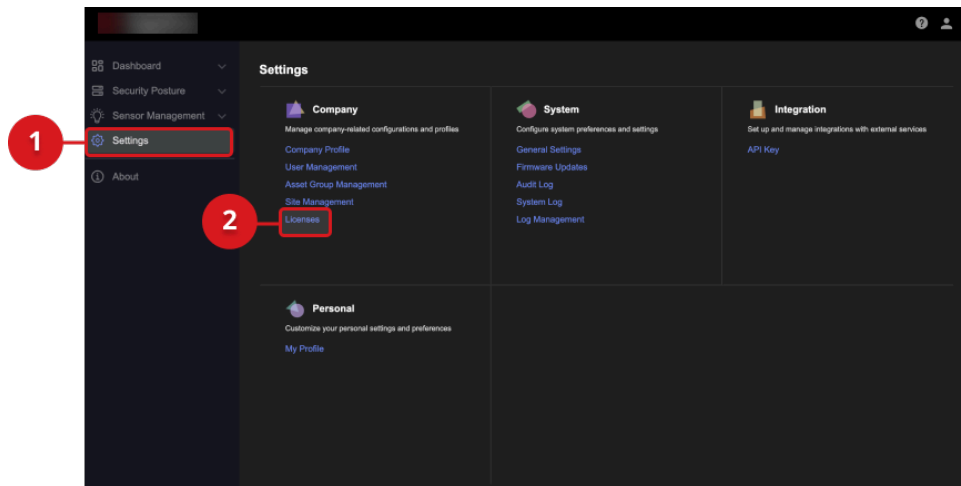 Dashboard
Security Posture
Sensor Management
1
Settings
About
Settings
Company
Manage company-related configurations and profiles
Company Profile
User Management
Asset Group Management
Site Management
2
Licenses
System
Configure system preferences and settings
General Settings
Firmware Updates
Audit Log
System Log
Log Management
Integration
Set up and manage integrations with external services
API Key
Personal
Customize your personal settings and preferences
My Profile